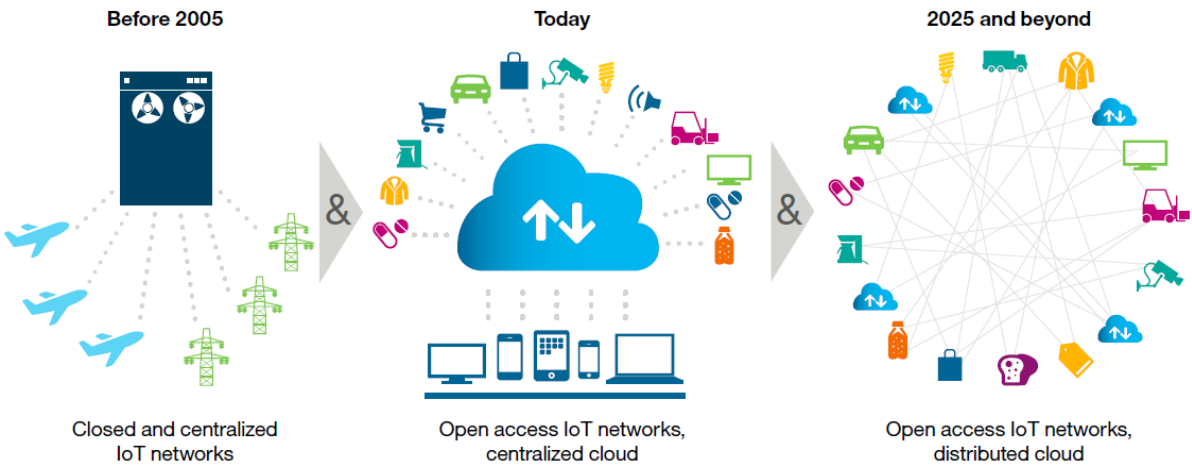 Before 2005
Today
2025 and beyond
&
&
Closed and centralized
IoT networks
Open access IoT networks,
centralized cloud
Open access IoT networks,
distributed cloud